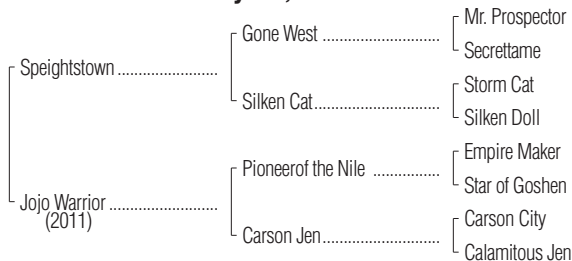 Mr. Prospector
Gone West ........................................
Secrettame
Speightstown ..........................
Storm Cat
Silken Cat...........................................
Silken Doll
Empire Maker
Pioneerof the Nile .......................
Star of Goshen
Jojo Warrior ............................
(2011)
Carson City
Carson Jen.........................................
Calamitous Jen